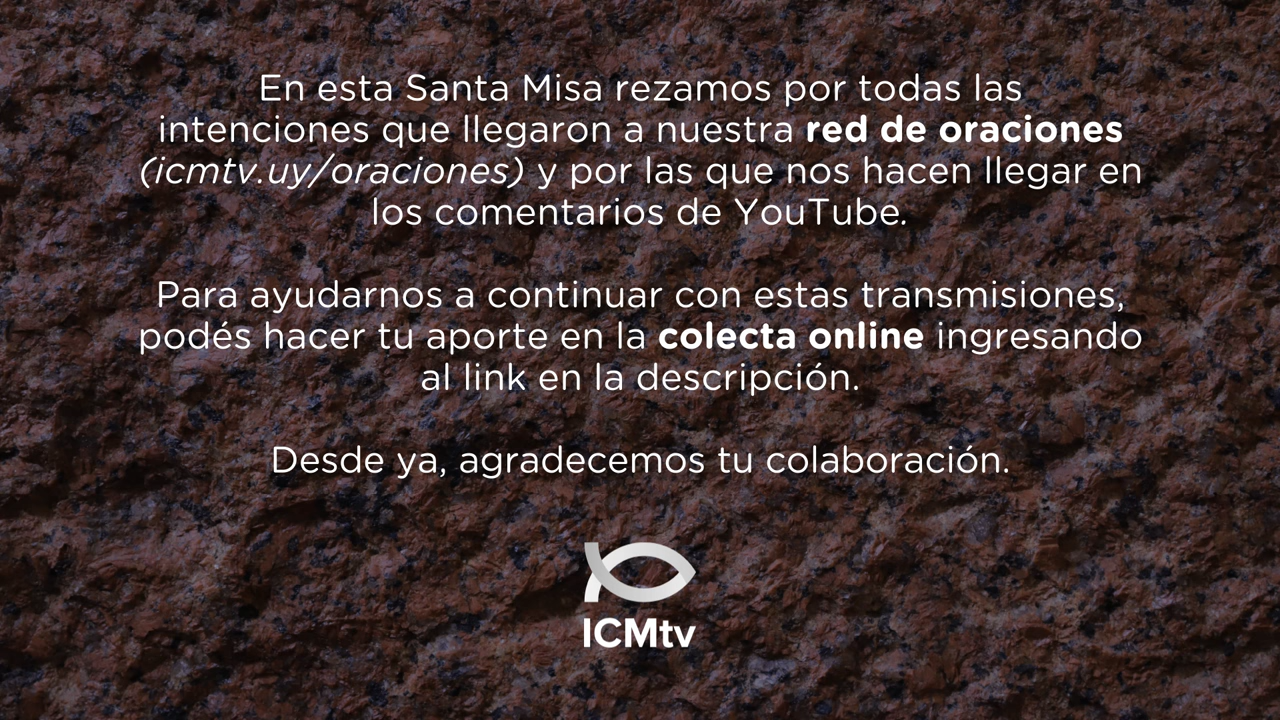 En esta Santa Misa rezamos por todas las
intenciones que llegaron a nuestra red de oraciones
(icmtv.uy/oraciones) y por las que nos hacen llegar en
los comentarios de YouTube.
Para ayudarnos a continuar con estas transmisiones,
podés hacer tu aporte en la colecta online ingresando
al link en la descripción.
Desde ya, agradecemos tu colaboración.
ICMtv